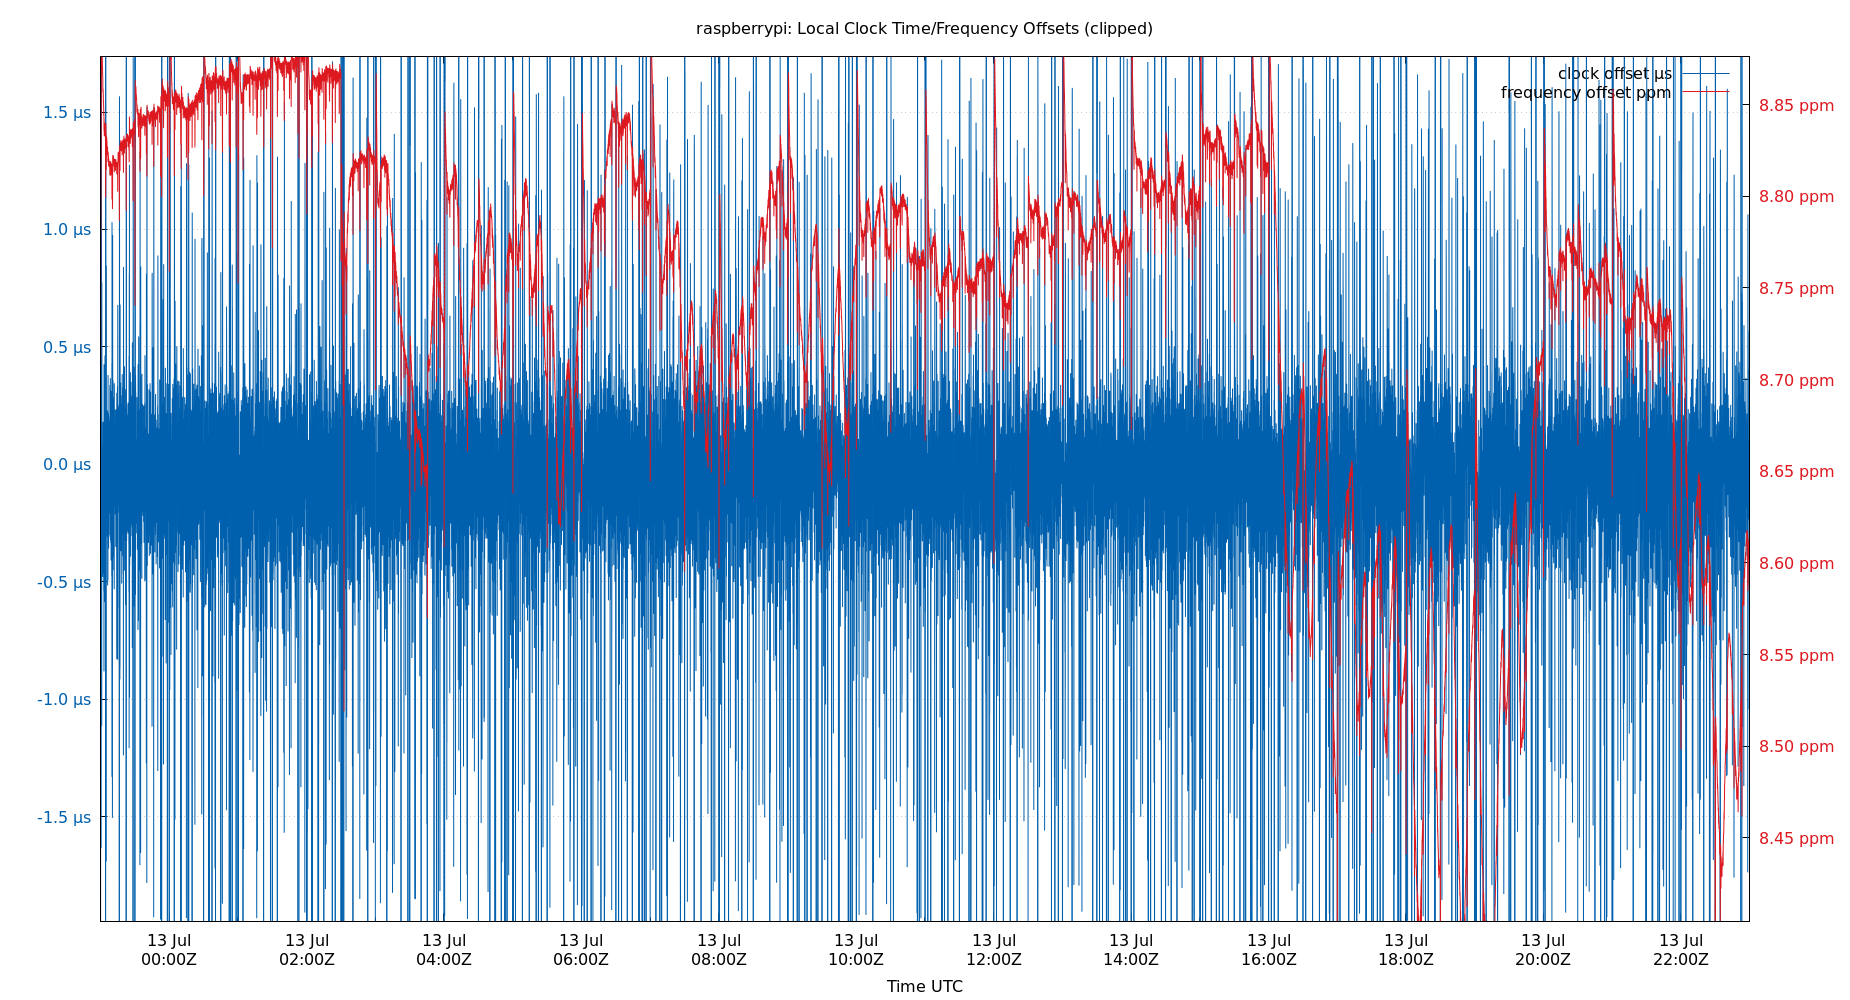 raspberrypi: Local Clock Time/Frequency Offsets (clipped)
clock offset µs
frequency offset ppm
1.5 µs
1.0 µs
0.5 µs
0.0 µs
-0.5 µs
-1.0 µs
-1.5 µs
8.85 ppm
8.80 ppm
8.75 ppm
8.70 ppm
8.65 ppm
8.60 ppm
8.55 ppm
8.50 ppm
8.45 ppm
13 Jul 13 Jul 13 Jul 13 Jul 13 Jul 13 Jul 13 Jul 13 Jul 13 Jul 13 Jul 13 Jul 13 Jul
00:00Z 02:00Z 04:00Z 06:00Z 08:00Z 10:00Z 12:00Z 14:00Z 16:00Z 18:00Z 20:00Z 22:00Z
Time UTC